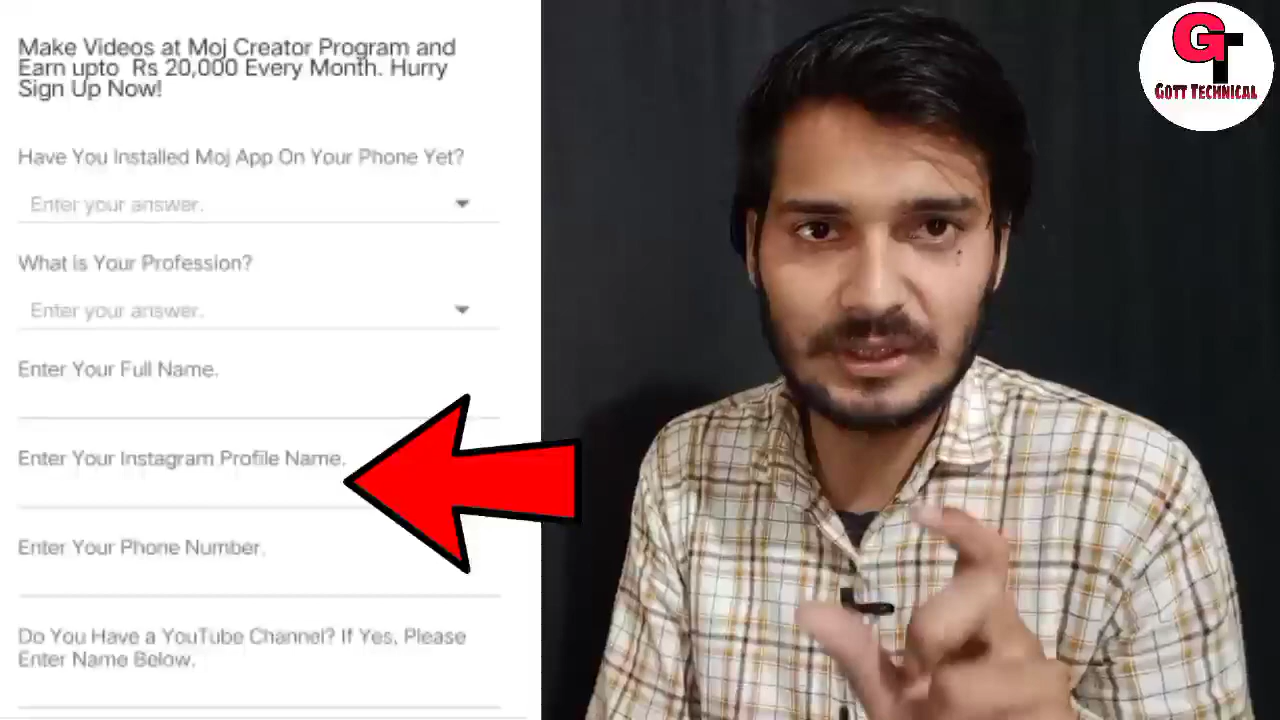 Make Videos at Moj Creator Program and
Earn upto Rs 20,000 Every Month. Hurry
Sign Up Now!
Have You Installed Moj App On Your Phone Yet?
Enter your answer.
What is Your Profession?
Enter your answer.
Enter Your Full Name.
Enter Your Instagram Profile Name.
Enter Your Phone Number.
Do You Have a YouTube Channel? If Yes, Please
Enter Name Below.
GT
GOTT TECHNICAL